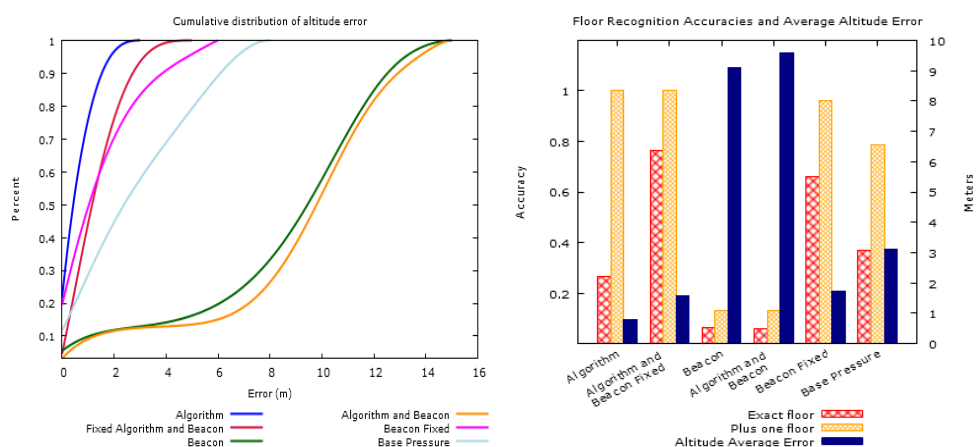 Cumulative distribution of altitude error
1
0.9
0.8
0.7
0.6
0.5
0.4
0.3
0.2
0.1
Percent
0 2 4 6 8 10 12 14 16
Error (m)
Algorithm
Fixed Algorithm and Beacon
Beacon
Algorithm and Beacon
Beacon Fixed
Base Pressure
Floor Recognition Accuracies and Average Altitude Error
1
0.8
0.6
0.4
0.2
Accuracy
10
9
8
7
6
5
4
3
2
1
0
Meters
Algorithm
Algorithm and
Beacon Fixed
Beacon
Algorithm and
Beacon
Beacon Fixed
Base Pressure
Exact floor
Plus one floor
Altitude Average Error